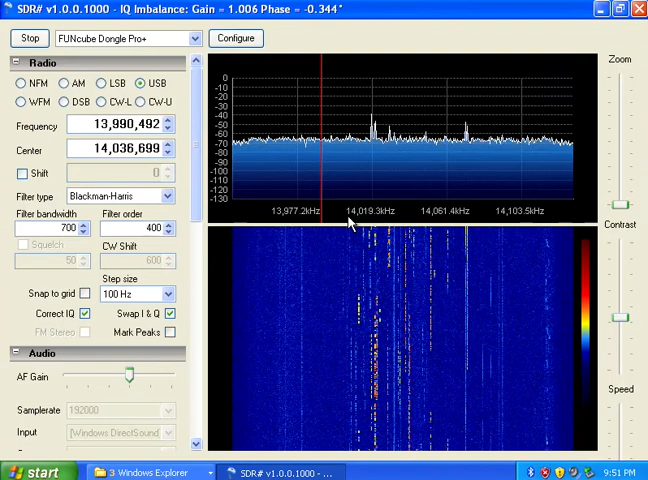 SDR# v1.0.0.1000 - IQ Imbalance: Gain = 1.006 Phase = -0.344°
Stop
FUNcube Dongle Pro+
Configure
Radio
NFM AM LSB USB
WFM DSB CW-L CW-U
Frequency 13,990,492
Center 14,036,699
Shift 0
Filter type Blackman-Harris
Filter bandwidth Filter order
700 400
Squelch CW Shift
50 600
Step size
Snap to grid 100 Hz
Correct IQ Swap I & Q
FM Stereo Mark Peaks
Audio
AF Gain
Samplerate 192000
Input [Windows DirectSound
0
-10
-20
-30
-40
-50
-60
-70
-80
-90
-100
-110
-120
-130
13,977.2kHz 14,019.3kHz 14,061.4kHz 14,103.5kHz
Zoom
Contrast
Speed
start
3 Windows Explorer
SDR# v1.0.0.1000 - ...
9:51 PM